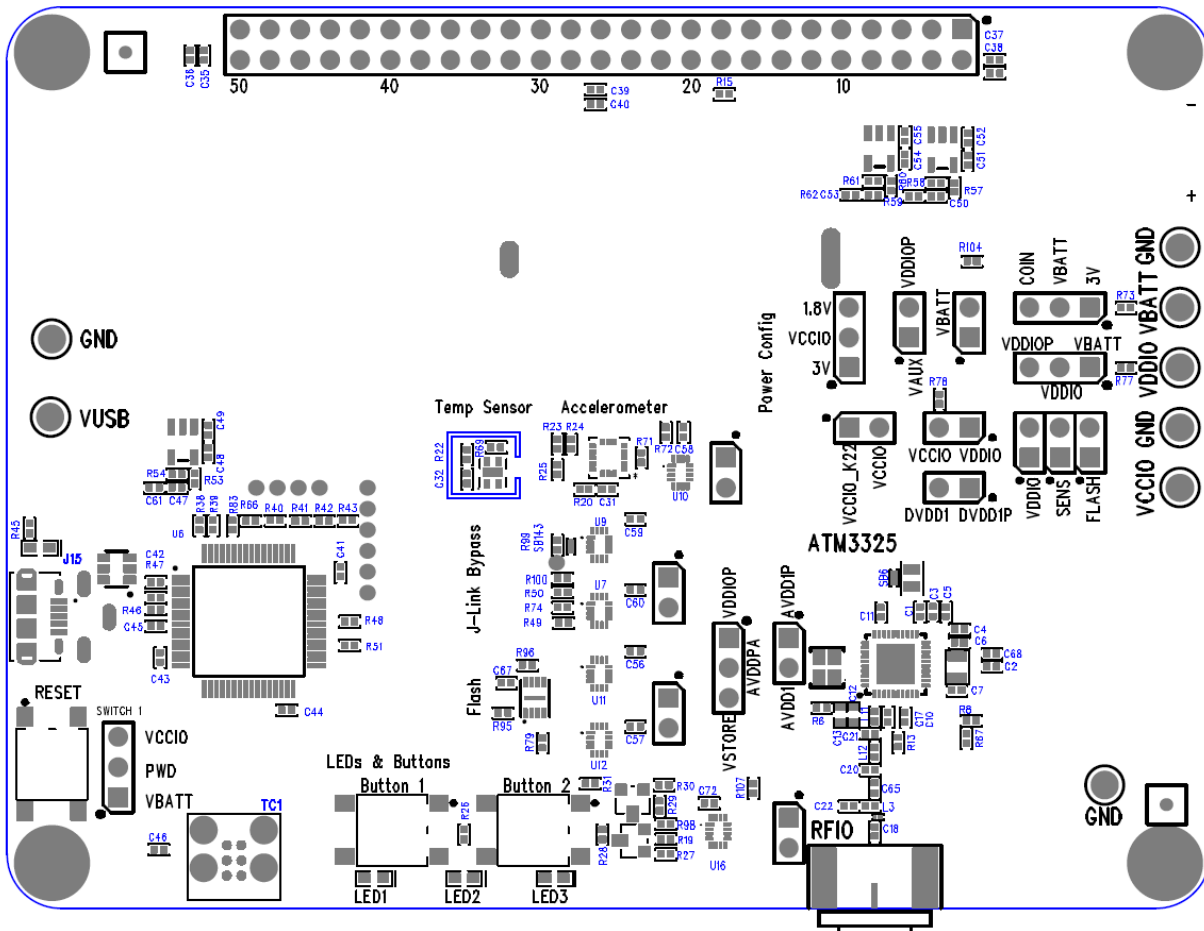 C36
C35
50
40
30
20
10
C37
C38
C39
C40
R15
-
C55
C54
C52
C51
R61
R60
R58
R57
R62
C53
R59
C50
+
R104
GND
VBATT
VDDIO
GND
VCCIO
COIN
VBATT
3V
R73
VDDIOP
VBATT
1.8V
VCCIO
3V
Power Config
VAUX
VDDIOP
VBATT
VDDIO
R77
R78
GND
VUSB
C49
C48
R54
R53
C61
C47
Temp Sensor
R22
C32
R69
Accelerometer
R23
R24
R25
R20
C31
R71
R72
C58
U10
*
VCCIO_K22
VCCIO
VCCIO
VDDIO
DVDD1
DVDD1P
VDDIO
SENS
FLASH
R38
R39
R83
R66
R40
R41
R42
R43
U6
R45
J15
C42
R47
R46
C45
C43
C41
R48
R51
C44
J-Link Bypass
R99
SB143
U9
C59
R100
R50
R74
R49
U7
C60
ATM3325
SB6
VDDIOP
AVDDPA
VSTORE
AVDD1P
AVDD1
C11
C1
C3
C5
C4
C6
C68
C2
C7
Flash
R96
C67
R95
R79
U11
C56
U12
C57
R6
C12
C13
C21
L11
C17
C10
R13
R8
R67
L12
C20
C65
C22
L3
C18
RESET
SWITCH 1
VCCIO
PWD
VBATT
C46
TC1
LEDs & Buttons
Button 1
Button 2
R26
R28
R31
R30
R29
R98
R19
R27
C72
U16
R107
RFIO
GND
LED1
LED2
LED3